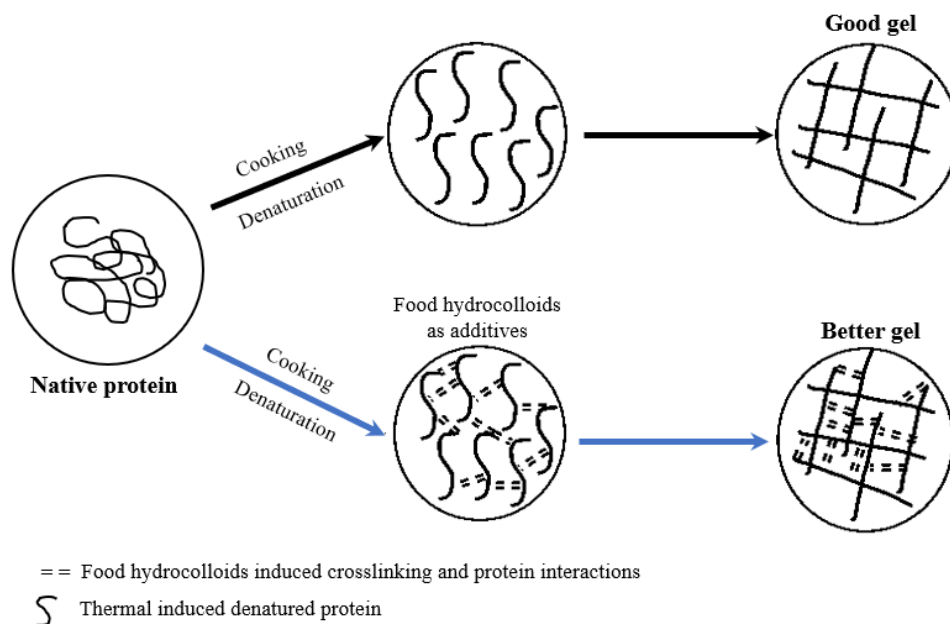 Good gel
Cooking
Denaturation
Native protein
Food hydrocolloids
as additives
Better gel
Cooking
Denaturation
== Food hydrocolloids induced crosslinking and protein interactions
Thermal induced denatured protein